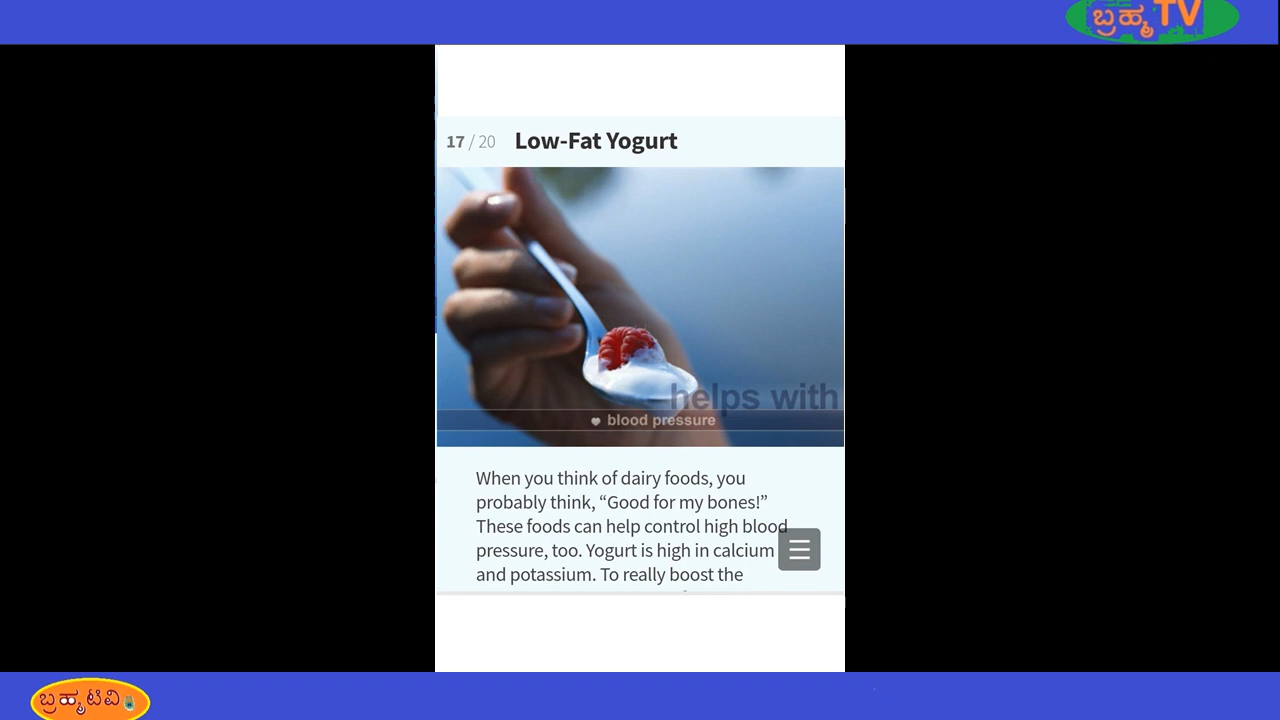 ಬ್ರಹ್ಮ TV
17 / 20 Low-Fat Yogurt
helps with
blood pressure
When you think of dairy foods, you
probably think, “Good for my bones!”
These foods can help control high blood
pressure, too. Yogurt is high in calcium
and potassium. To really boost the
ಬ್ರಹ್ಮ ಟಿವಿ